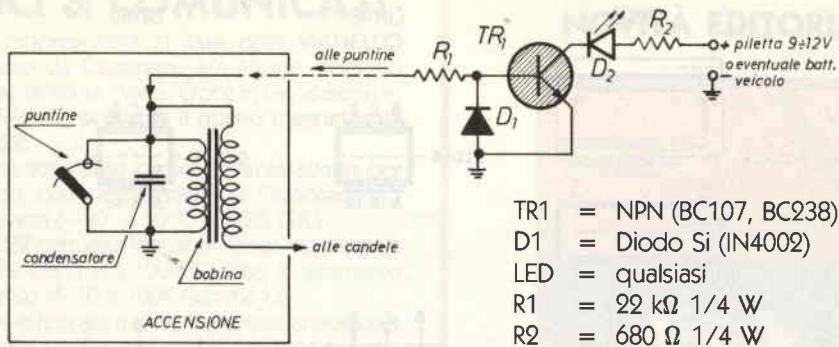 puntine
condensatore
bobina
alle candele
ACCENSIONE
alle puntine
R1
D1
TR1
D2
R2
+ piletta 9÷12V
o eventuale batt.
- veicolo
TR1 = NPN (BC107, BC238)
D1 = Diodo Si (IN4002)
LED = qualsiasi
R1 = 22 kΩ 1/4 W
R2 = 680 Ω 1/4 W